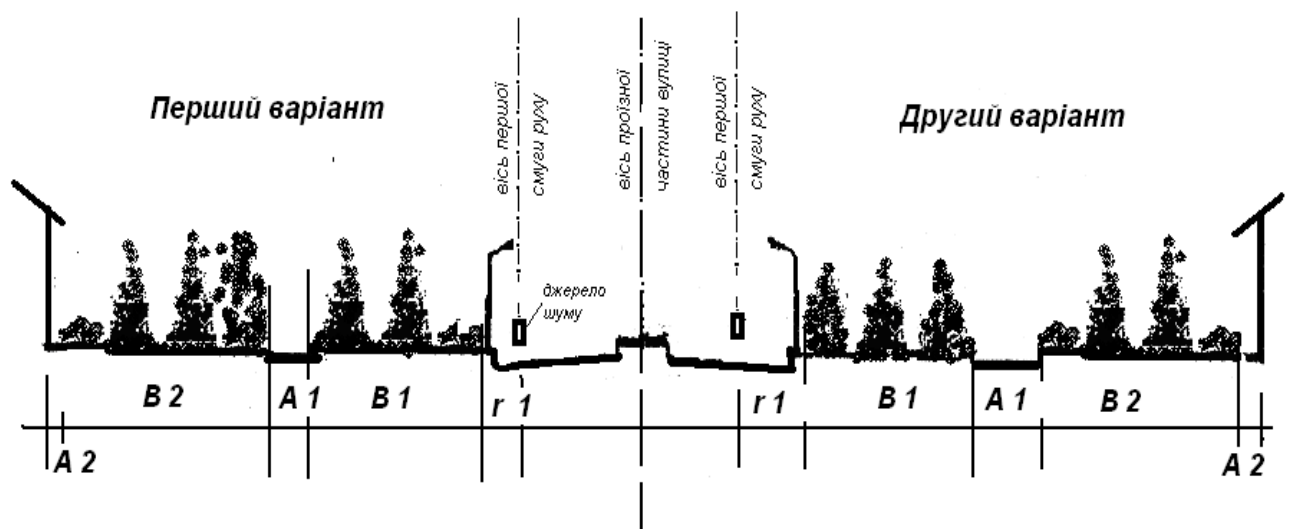 Перший варіант
вісь першої
смуги руху
вісь проїзної
частини вулиці
вісь першої
смуги руху
Другий варіант
джерело
шуму
В 2
А 1
В 1
r 1
r 1
В 1
А 1
В 2
А 2
А 2